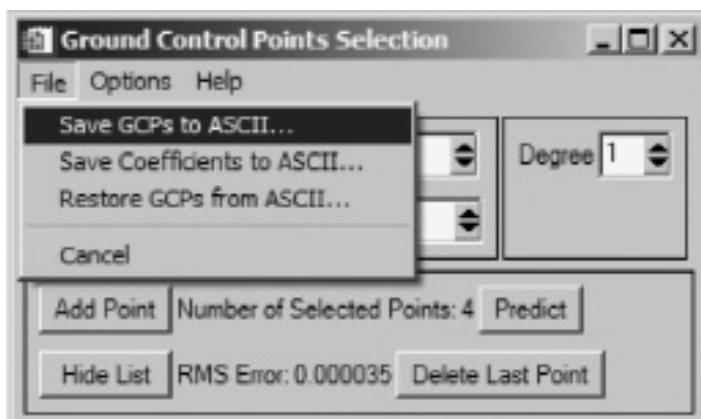 Ground Control Points Selection
File Options Help
Save GCPs to ASCII...
Save Coefficients to ASCII...
Restore GCPs from ASCII...
Cancel
Degree 1
Add Point Number of Selected Points: 4 Predict
Hide List RMS Error: 0.000035 Delete Last Point